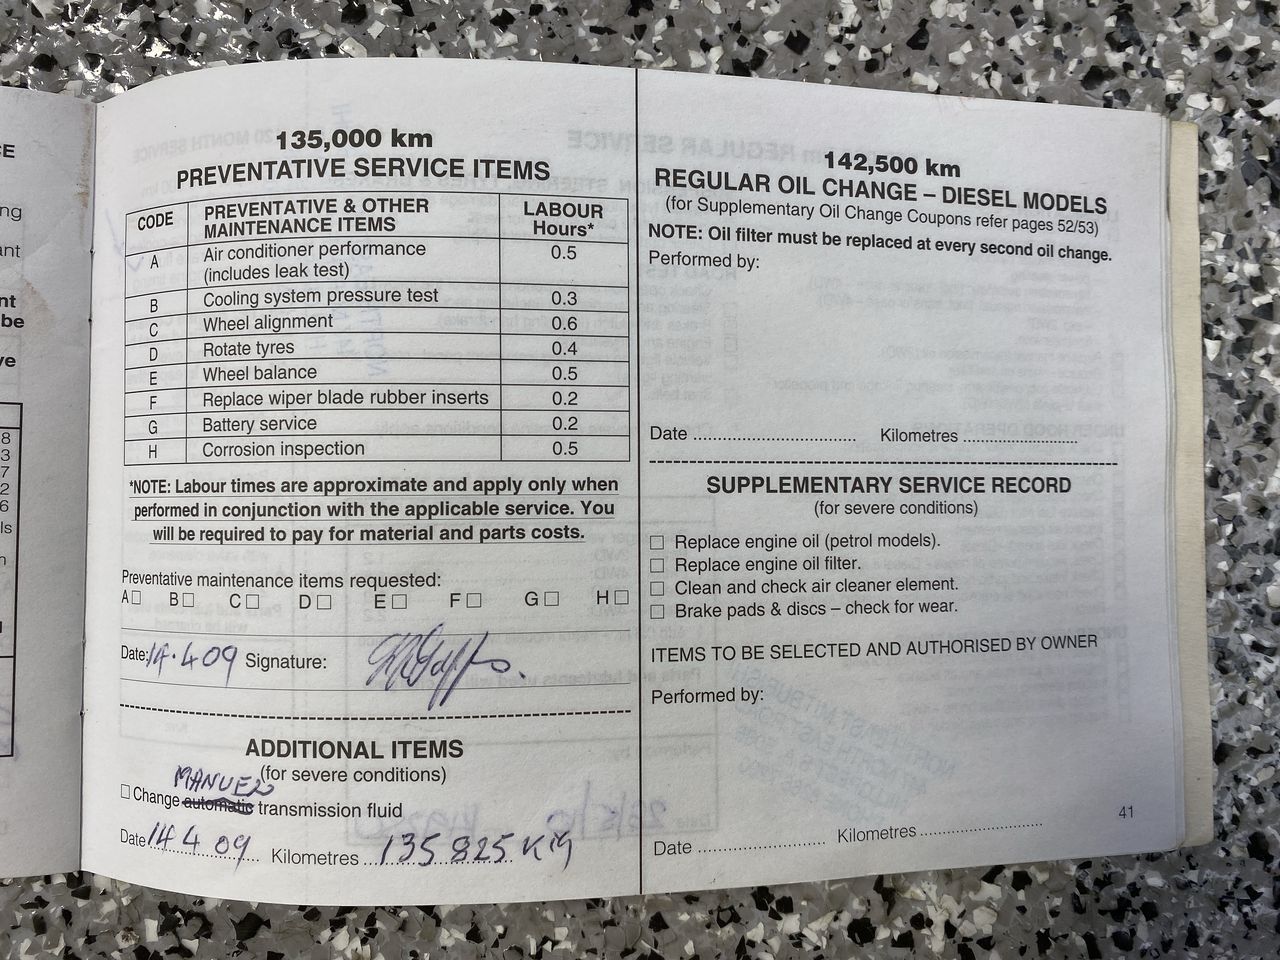 135,000 km
PREVENTATIVE SERVICE ITEMS
CODE PREVENTATIVE & OTHER MAINTENANCE ITEMS LABOUR Hours*
A Air conditioner performance (includes leak test) 0.5
B Cooling system pressure test 0.3
C Wheel alignment 0.6
D Rotate tyres 0.4
E Wheel balance 0.5
F Replace wiper blade rubber inserts 0.2
G Battery service 0.2
H Corrosion inspection 0.5
*NOTE: Labour times are approximate and apply only when
performed in conjunction with the applicable service. You
will be required to pay for material and parts costs.
Preventative maintenance items requested:
A☐ B☐ C☐ D☐ E☐ F☐ G☐ H☐
Date: 14.4 09 Signature:
ADDITIONAL ITEMS
(for severe conditions)
☐ Change automatic transmission fluid
Date 14 4 09 Kilometres 135 825 KM
142,500 km
REGULAR OIL CHANGE – DIESEL MODELS
(for Supplementary Oil Change Coupons refer pages 52/53)
NOTE: Oil filter must be replaced at every second oil change.
Performed by:
Date .................... Kilometres ....................
SUPPLEMENTARY SERVICE RECORD
(for severe conditions)
☐ Replace engine oil (petrol models).
☐ Replace engine oil filter.
☐ Clean and check air cleaner element.
☐ Brake pads & discs – check for wear.
ITEMS TO BE SELECTED AND AUTHORISED BY OWNER
Performed by:
Date .................... Kilometres ....................
41